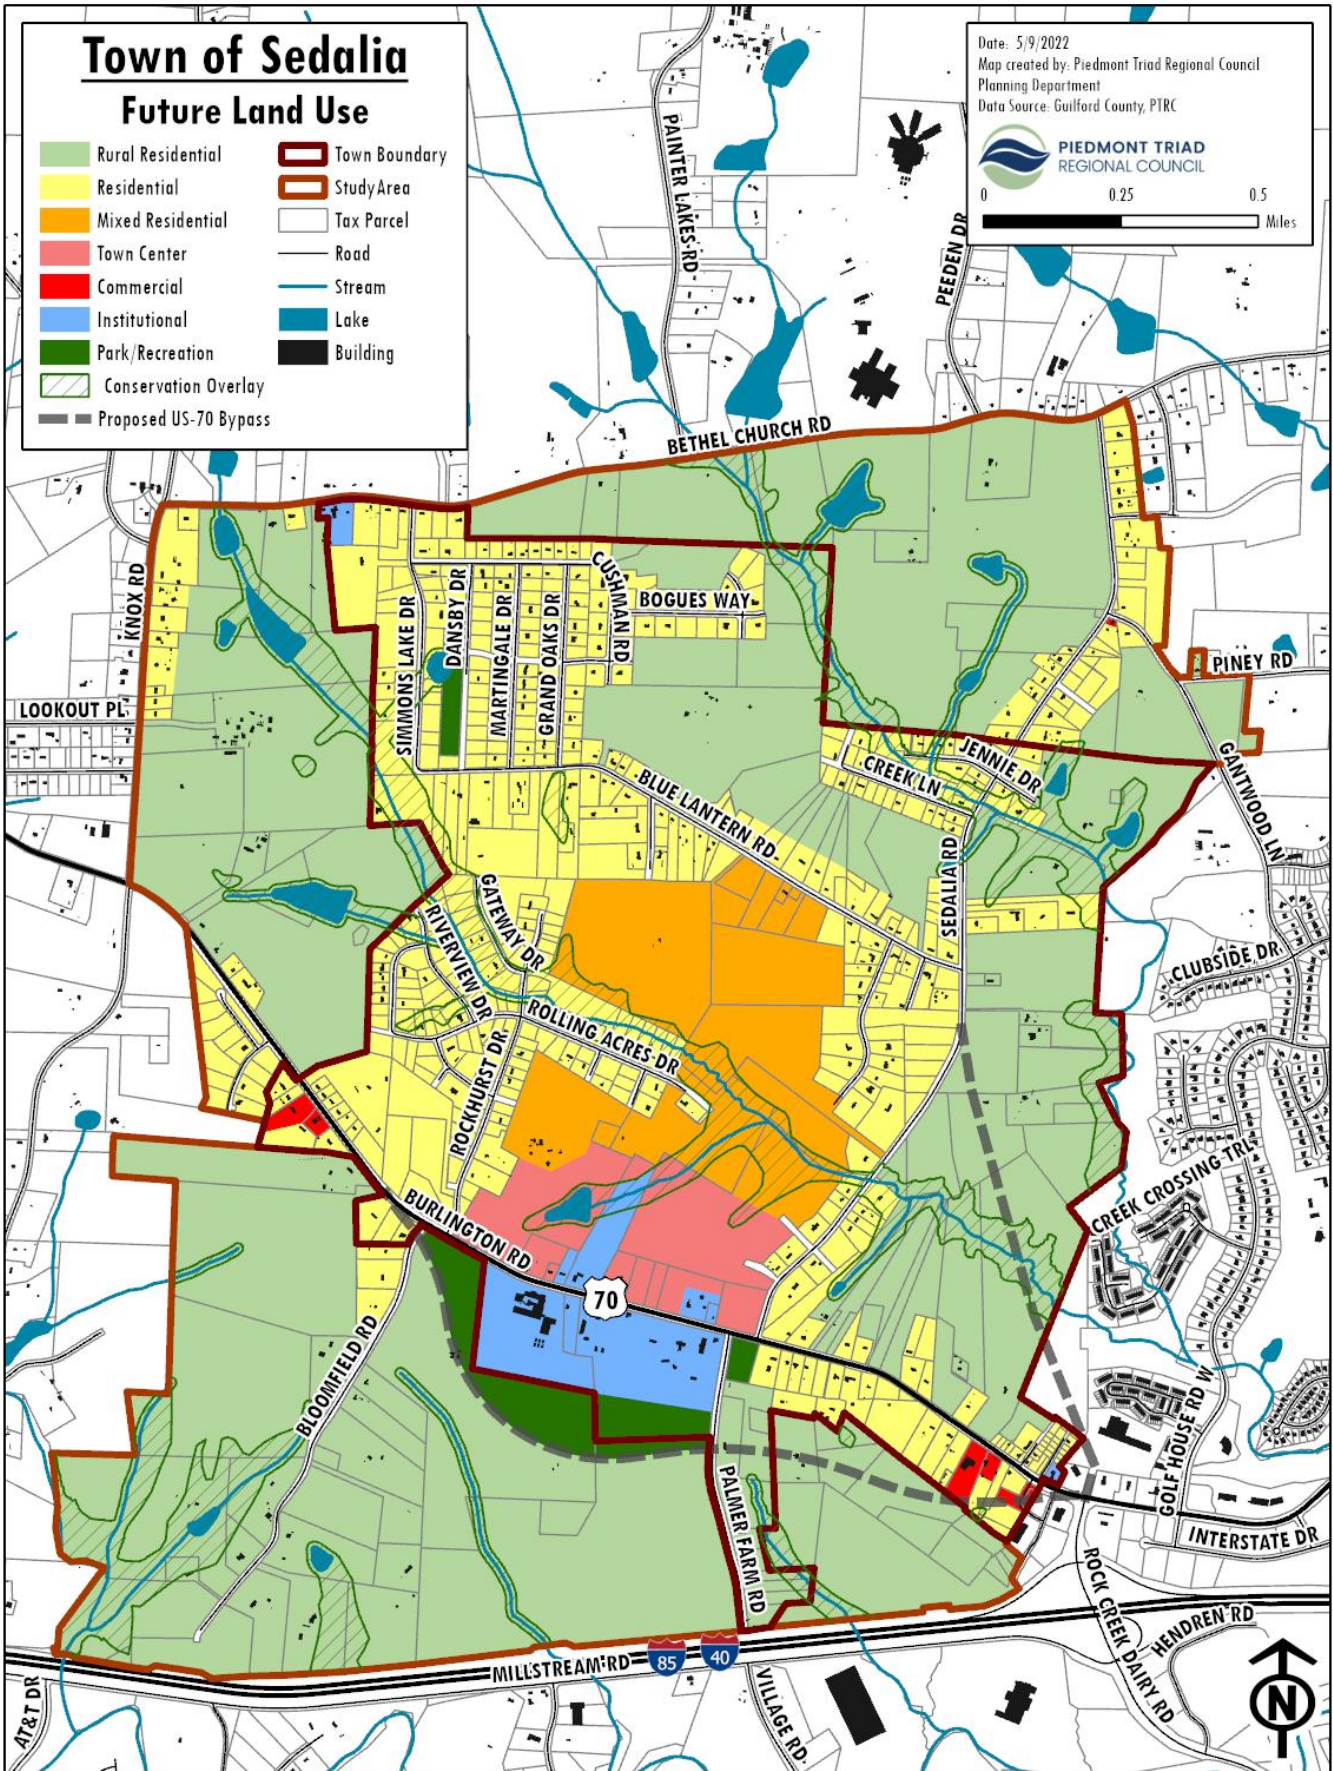 Town of Sedalia
Future Land Use
Rural Residential
Residential
Mixed Residential
Town Center
Commercial
Institutional
Park/Recreation
Conservation Overlay
Proposed US-70 Bypass
Town Boundary
Study Area
Tax Parcel
Road
Stream
Lake
Building
Date: 5/9/2022
Map created by: Piedmont Triad Regional Council
Planning Department
Data Source: Guilford County, PTRC
PIEDMONT TRIAD
REGIONAL COUNCIL
0 0.25 0.5
Miles
PAINTER LAKES RD
PEEDEN DR
BETHEL CHURCH RD
KNOX RD
CUSHMAN RD
BOGUES WAY
SIMMONS LAKE DR
DANSBY DR
MARTINGALE DR
GRAND OAKS DR
PINEY RD
LOOKOUT PL
JENNIE DR
CREEK LN
GANTWOOD LN
BLUE LANTERN RD
SEDALIA RD
GATEWAY DR
RIVERVIEW DR
CLUBSIDE DR
ROLLING ACRES DR
ROCKHURST DR
CREEK CROSSING TRL
BURLINGTON RD
70
BLOOMFIELD RD
GOLF HOUSE RD W
PALMER FARM RD
INTERSTATE DR
ROCK CREEK DAIRY RD
HENDREN RD
MILLSTREAM RD
85
40
AT&T DR
VILLAGE RD
N